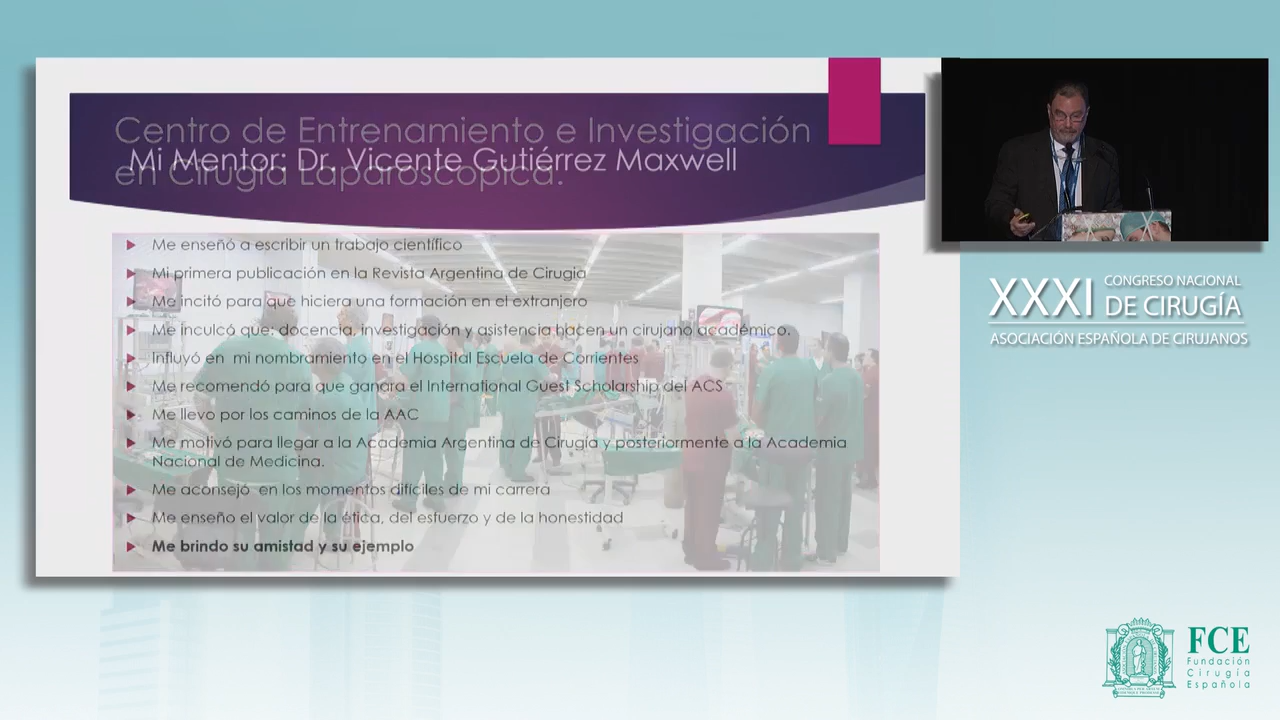 Centro de Entrenamiento e Investigación
en Cirugía Laparoscopica.
Mi Mentor: Dr. Vicente Gutiérrez Maxwell
Me enseñó a escribir un trabajo científico
Mi primera publicación en la Revista Argentina de Cirugía
Me incitó para que hiciera una formación en el extranjero
Me inculcó que: docencia, investigación y asistencia hacen un cirujano académico.
Influyó en mi nombramiento en el Hospital Escuela de Corrientes
Me recomendó para que ganara el International Guest Scholarship del ACS
Me llevo por los caminos de la AAC
Me motivó para llegar a la Academia Argentina de Cirugía y posteriormente a la Academia
Nacional de Medicina.
Me aconsejó en los momentos difíciles de mi carrera
Me enseño el valor de la ética, del esfuerzo y de la honestidad
Me brindo su amistad y su ejemplo
XXXI CONGRESO NACIONAL
DE CIRUGÍA
ASOCIACIÓN ESPAÑOLA DE CIRUJANOS
FCE
Fundación
Cirugía
Española